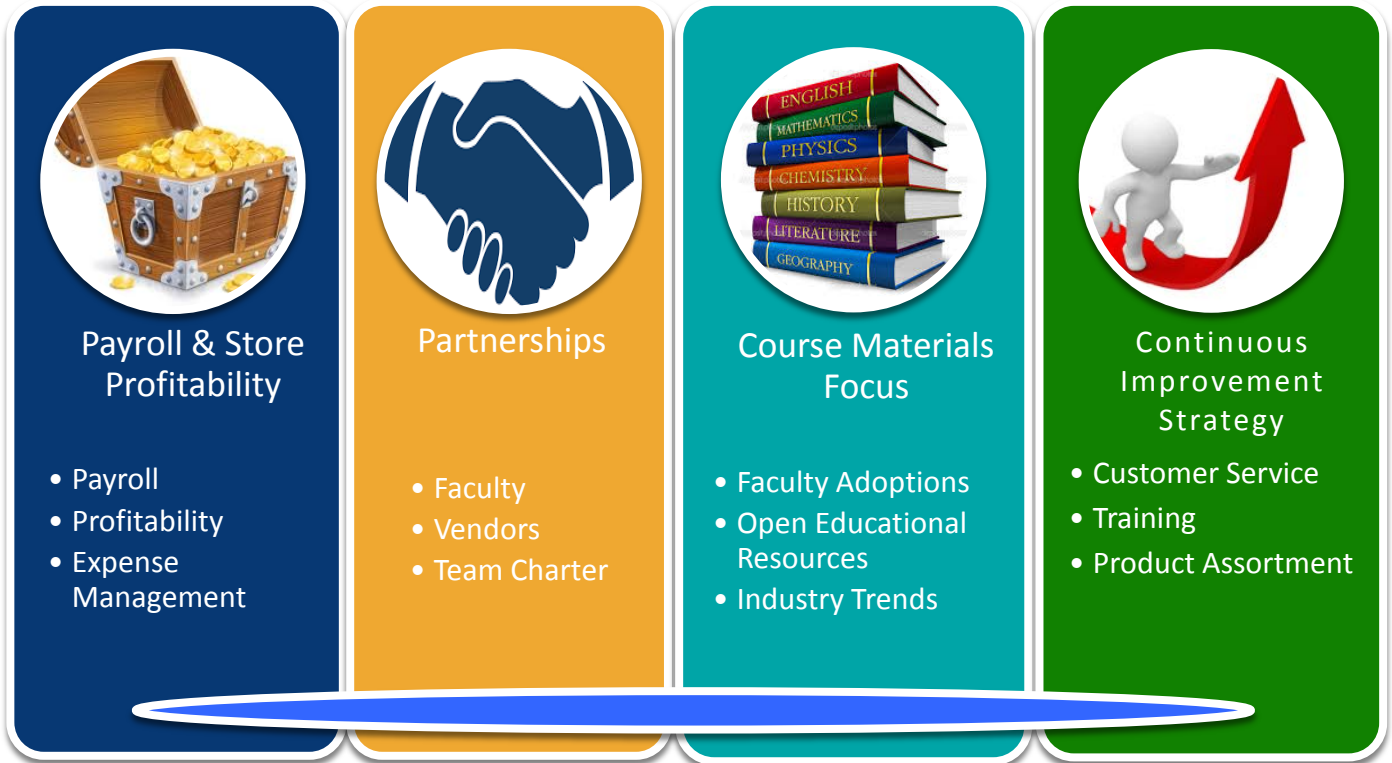 Payroll & Store
Profitability
• Payroll
• Profitability
• Expense
Management
Partnerships
• Faculty
• Vendors
• Team Charter
ENGLISH
MATHEMATICS
PHYSICS
CHEMISTRY
HISTORY
LITERATURE
GEOGRAPHY
Course Materials
Focus
• Faculty Adoptions
• Open Educational
Resources
• Industry Trends
Continuous
Improvement
Strategy
• Customer Service
• Training
• Product Assortment